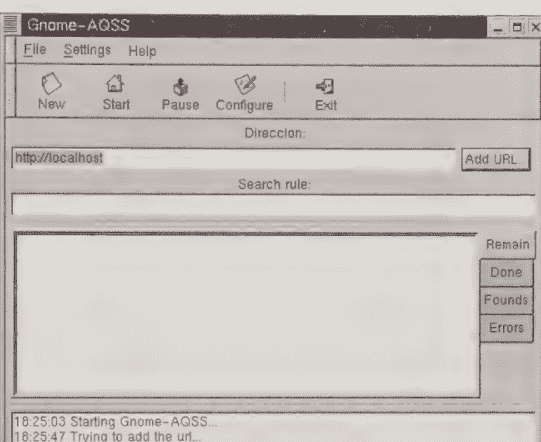 Gnome-AQSS
File Settings Help
New Start Pause Configure Exit
Direccion:
http://localhost Add URL...
Search rule:
Remain
Done
Founds
Errors
18:25:03 Starting Gnome-AQSS...
18:25:47 Trying to add the url...